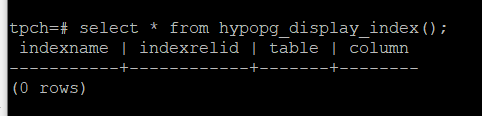 tpch=# select * from hypopg_display_index();
 indexname | indexrelid | table | column
-----------+------------+-------+--------
(0 rows)